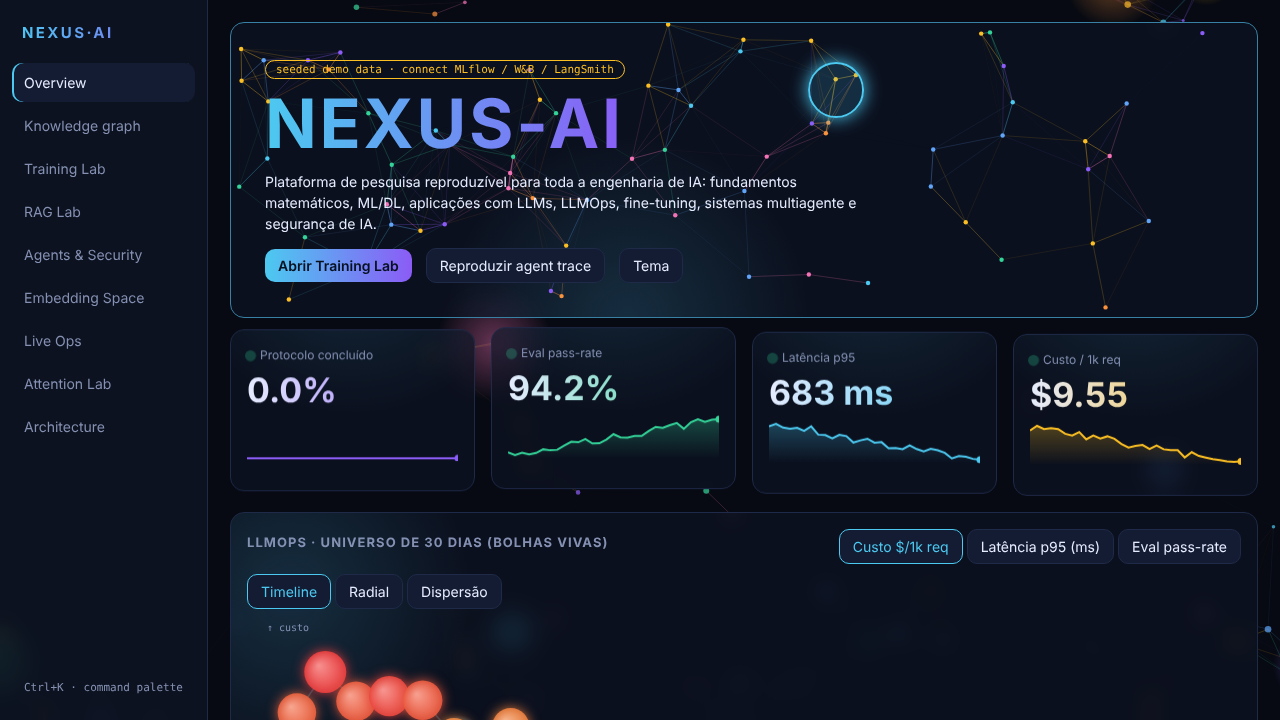 NEXUS·AI
Overview
Knowledge graph
Training Lab
RAG Lab
Agents & Security
Embedding Space
Live Ops
Attention Lab
Architecture
Ctrl+K · command palette
seeded demo data · connect MLflow / W&B / LangSmith
NEXUS-AI
Plataforma de pesquisa reproduzível para toda a engenharia de IA: fundamentos
matemáticos, ML/DL, aplicações com LLMs, LLMOps, fine-tuning, sistemas multiagente e
segurança de IA.
Abrir Training Lab
Reproduzir agent trace
Tema
Protocolo concluído
0.0%
Eval pass-rate
94.2%
Latência p95
683 ms
Custo / 1k req
$9.55
LLMOPS · UNIVERSO DE 30 DIAS (BOLHAS VIVAS)
Custo $/1k req
Latência p95 (ms)
Eval pass-rate
Timeline
Radial
Dispersão
↑ custo